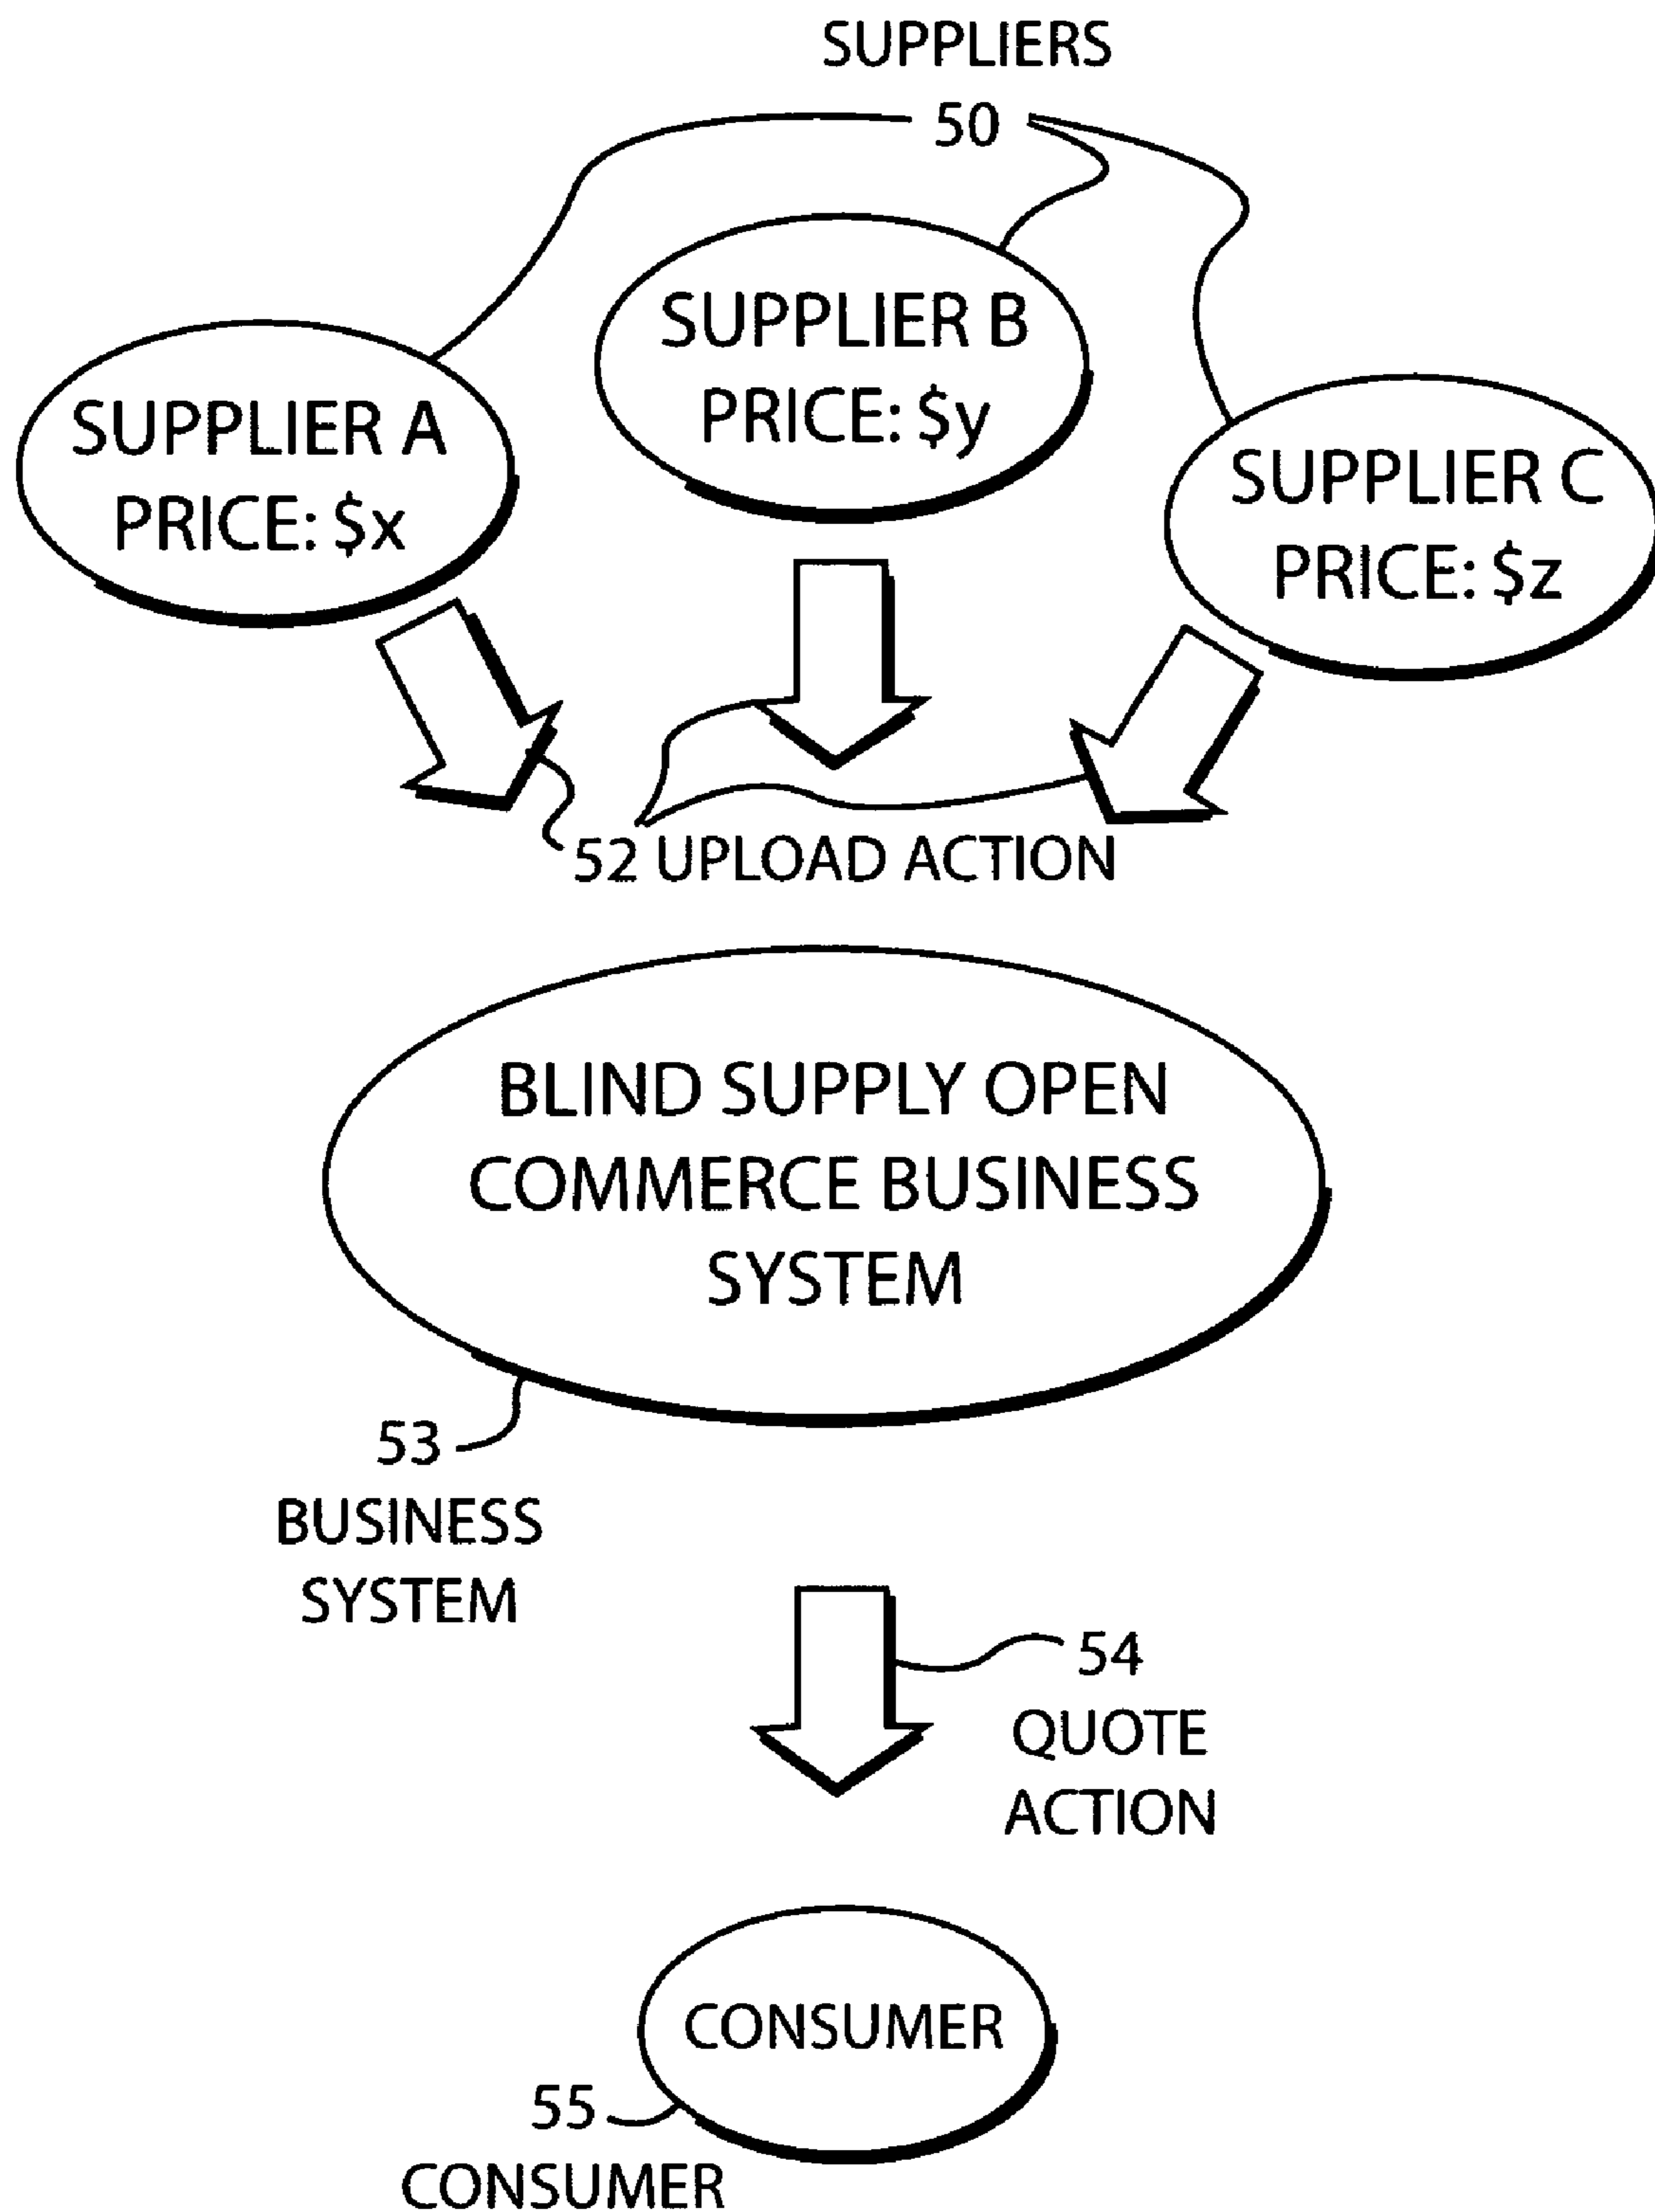 SUPPLIERS
50
SUPPLIER B
PRICE: $y
SUPPLIER A
PRICE: $x
SUPPLIER C
PRICE: $z
52 UPLOAD ACTION
BLIND SUPPLY OPEN
COMMERCE BUSINESS
SYSTEM
53
BUSINESS
SYSTEM
54
QUOTE
ACTION
CONSUMER
55
CONSUMER